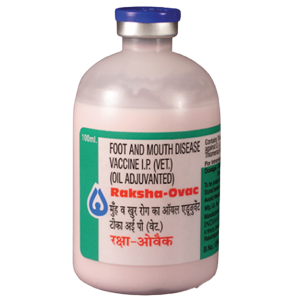 100ml.
FOOT AND MOUTH DISEASE
VACCINE I.P. (VET.)
(OIL ADJUVANTED)
Raksha-Ovac
मुँह व खुर रोग का ऑयल एडजुवेंट
टीका आई पी (वेट.)
रक्षा-ओवैक